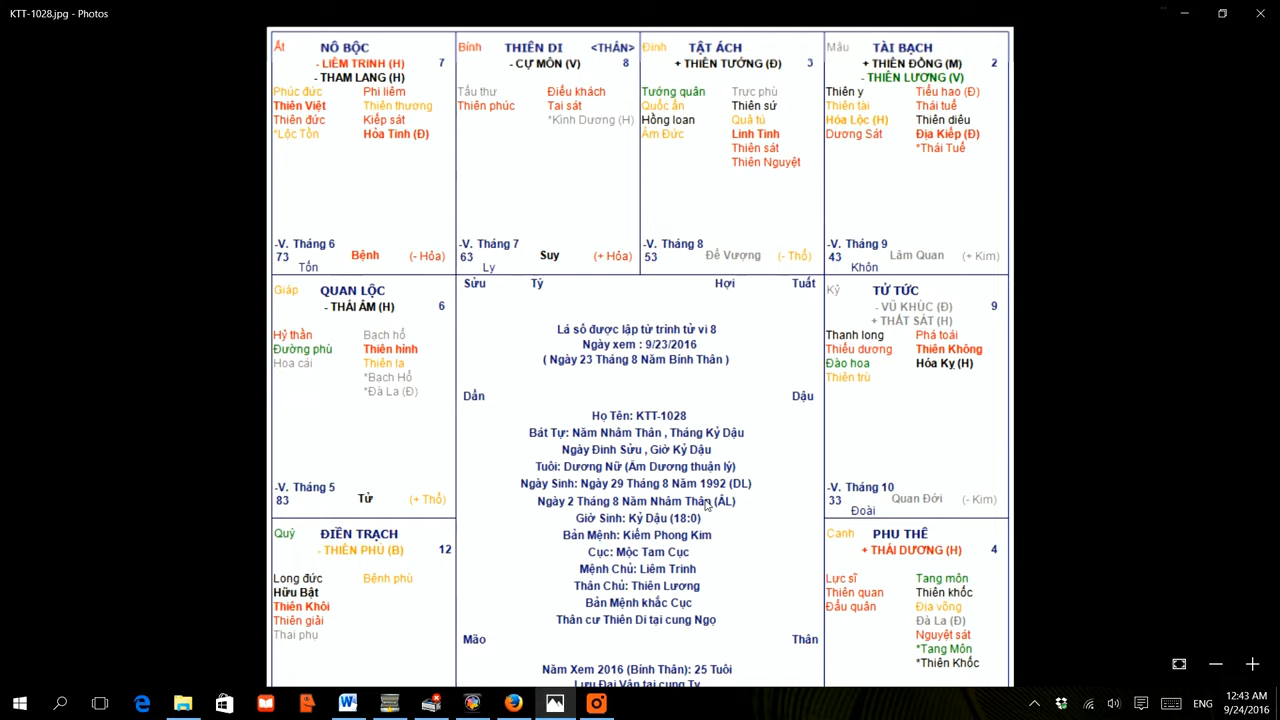 KTT-1028.jpg - Photos
Ất NÔ BỘC
- LIÊM TRINH (H) 7
- THAM LANG (H)
Phúc đức Phi liêm
Thiên Việt Thiên thương
Thiên đức Kiếp sát
*Lộc Tồn Hỏa Tinh (Đ)
-V. Tháng 6
73 Bệnh (- Hỏa)
Tốn
Bính THIÊN DI <THÂN>
- CỰ MÔN (V) 8
Tấu thư Điếu khách
Thiên phúc Tai sát
*Kình Dương (H)
-V. Tháng 7
63 Suy (+ Hỏa)
Ly
Đinh TẬT ÁCH
+ THIÊN TƯỚNG (Đ) 3
Tướng quân Trực phù
Quốc ấn Thiên sứ
Hồng loan Quả tú
Âm Đức Linh Tinh
Thiên sát
Thiên Nguyệt
-V. Tháng 8
53 Đế Vượng (- Thổ)
Mậu TÀI BẠCH
+ THIÊN ĐỒNG (M) 2
- THIÊN LƯƠNG (V)
Thiên y Tiểu hao (Đ)
Thiên tài Thái tuế
Hóa Lộc (H) Thiên diêu
Dương Sát Địa Kiếp (Đ)
*Thái Tuế
-V. Tháng 9
43 Lâm Quan (+ Kim)
Khôn
Giáp QUAN LỘC
- THÁI ÂM (H) 6
Hỷ thần Bạch hổ
Đường phù Thiên hình
Hoa cái Thiên la
*Bạch Hổ
*Đà La (Đ)
-V. Tháng 5
83 Tử (+ Thổ)
Sửu Tý Hợi Tuất
Lá số được lập từ trình tử vi 8
Ngày xem : 9/23/2016
( Ngày 23 Tháng 8 Năm Bính Thân )
Dần Dậu
Họ Tên: KTT-1028
Bát Tự: Năm Nhâm Thân , Tháng Kỷ Dậu
Ngày Đinh Sửu , Giờ Kỷ Dậu
Tuổi: Dương Nữ (Âm Dương thuận lý)
Ngày Sinh: Ngày 29 Tháng 8 Năm 1992 (DL)
Ngày 2 Tháng 8 Năm Nhâm Thân (ÂL)
Giờ Sinh: Kỷ Dậu (18:0)
Bản Mệnh: Kiếm Phong Kim
Cục: Mộc Tam Cục
Mệnh Chủ: Liêm Trinh
Thân Chủ: Thiên Lương
Bản Mệnh khắc Cục
Thân cư Thiên Di tại cung Ngọ
Mão Thân
Năm Xem 2016 (Bính Thân): 25 Tuổi
Lưu Đại Vận tại cung Tỵ
Kỷ TỬ TỨC
- VŨ KHÚC (Đ) 9
+ THẤT SÁT (H)
Thanh long Phá toái
Thiếu dương Thiên Không
Đào hoa Hóa Kỵ (H)
Thiên trù
-V. Tháng 10
33 Quan Đới (- Kim)
Đoài
Quý ĐIỀN TRẠCH
- THIÊN PHỦ (B) 12
Long đức Bệnh phù
Hữu Bật
Thiên Khôi
Thiên giải
Thai phụ
Canh PHU THÊ
+ THÁI DƯƠNG (H) 4
Lực sĩ Tang môn
Thiên quan Thiên khốc
Đẩu quân Địa võng
Đà La (Đ)
Nguyệt sát
*Tang Môn
*Thiên Khốc
ENG 12:43 AM
9/24/2016